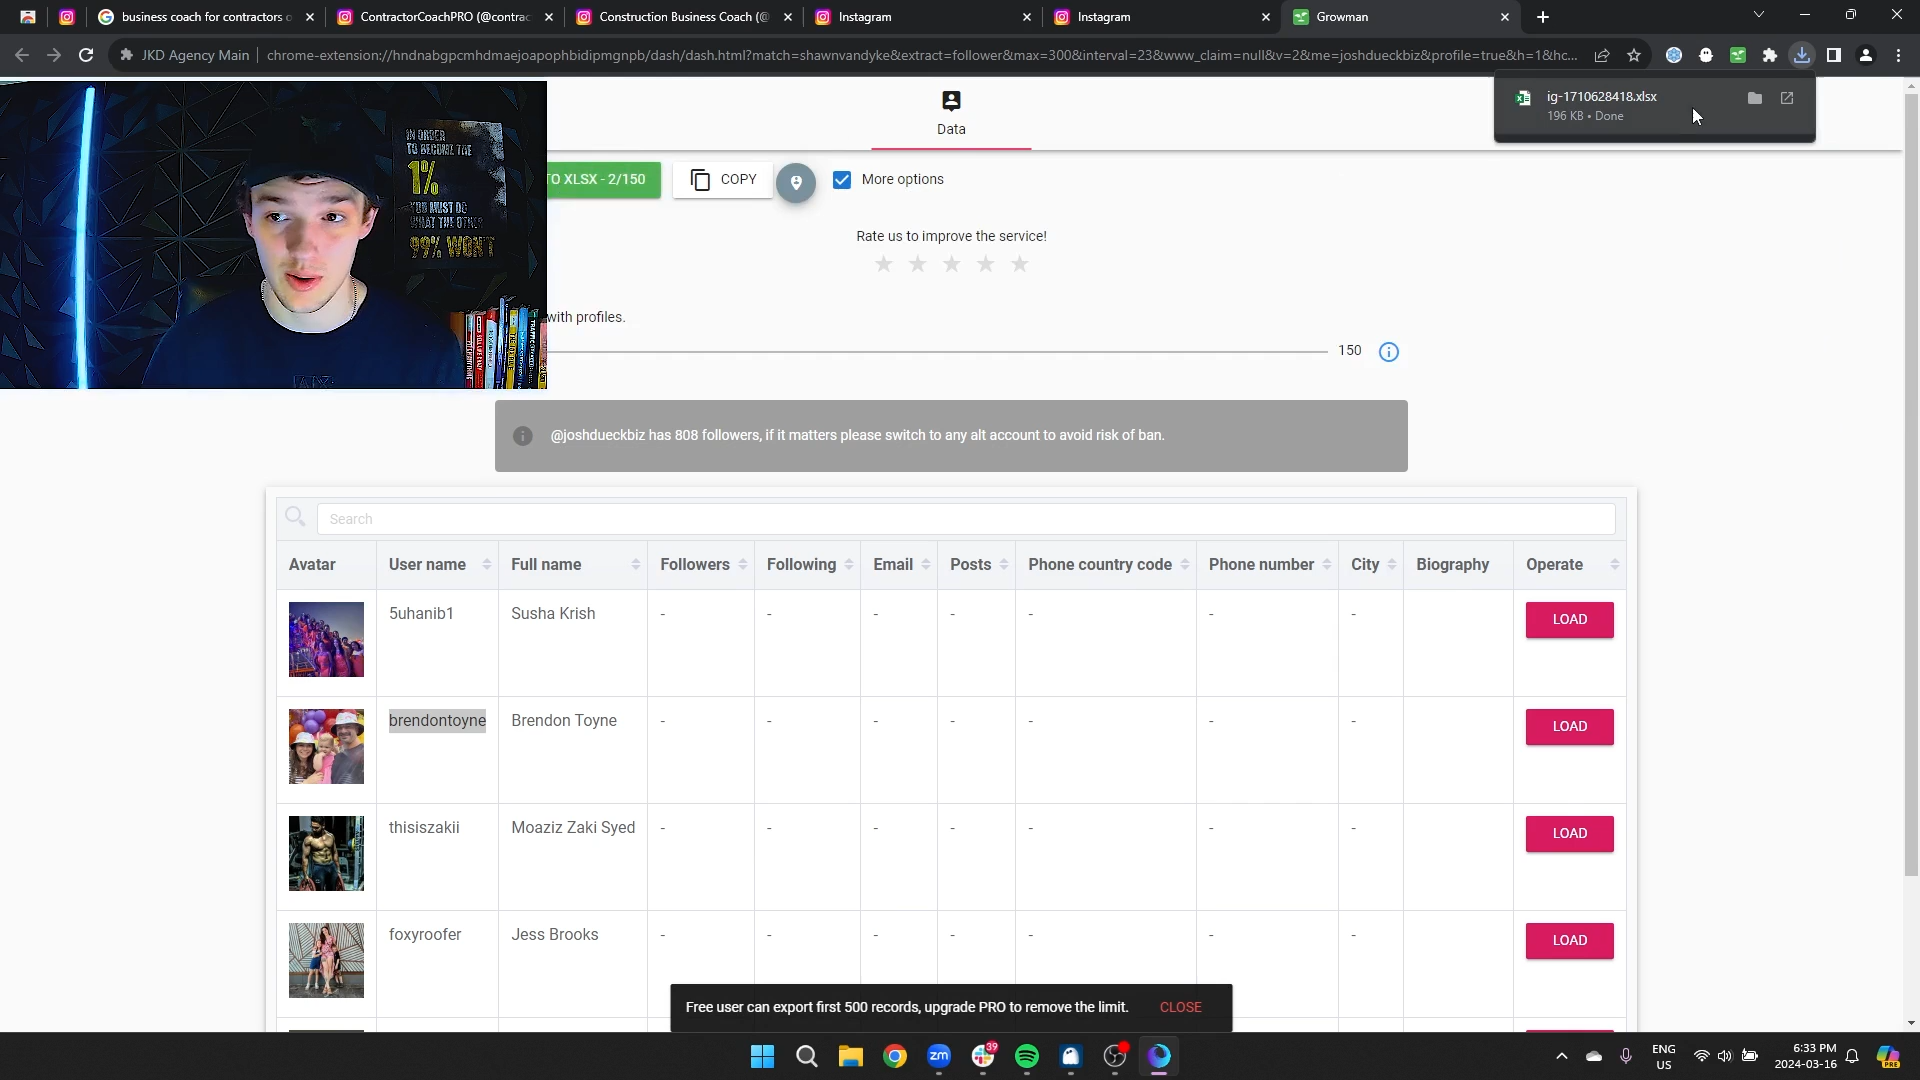 business coach for contractors o
ContractorCoachPRO (@contrac
Construction Business Coach (@
Instagram
Instagram
Growman
JKD Agency Main
chrome-extension://hndnabgpcmhdmaejoapophbidipmgnpb/dash/dash.html?match=shawnvandyke&extract=follower&max=300&interval=23&www_claim=null&v=2&me=joshdueckbiz&profile=true&h=1&hc...
ig-1710628418.xlsx
196 KB • Done
Data
IN ORDER
TO BECOME THE
1%
YOU MUST DO
WHAT THE OTHER
99% WON'T
TO XLSX - 2/150
COPY
More options
Rate us to improve the service!
with profiles.
150
@joshdueckbiz has 808 followers, if it matters please switch to any alt account to avoid risk of ban.
Search
Avatar User name Full name Followers Following Email Posts Phone country code Phone number City Biography Operate
5uhanib1 Susha Krish - - - - - - - LOAD
brendontoyne Brendon Toyne - - - - - - - LOAD
thisiszakii Moaziz Zaki Syed - - - - - - - LOAD
foxyroofer Jess Brooks - - - - - - - LOAD
Free user can export first 500 records, upgrade PRO to remove the limit. CLOSE
zm
39
ENG
US
6:33 PM
2024-03-16
PRE